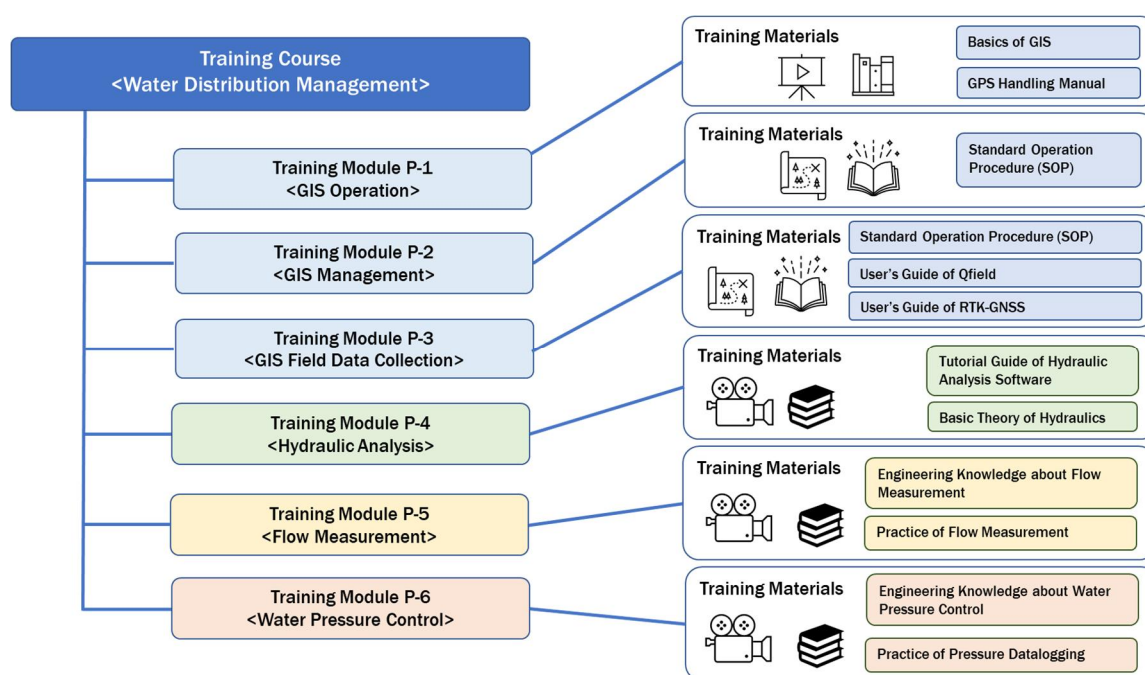 Training Course
<Water Distribution Management>
Training Module P-1
<GIS Operation>
Training Module P-2
<GIS Management>
Training Module P-3
<GIS Field Data Collection>
Training Module P-4
<Hydraulic Analysis>
Training Module P-5
<Flow Measurement>
Training Module P-6
<Water Pressure Control>
Training Materials
Basics of GIS
GPS Handling Manual
Training Materials
Standard Operation
Procedure (SOP)
Training Materials
Standard Operation Procedure (SOP)
User's Guide of Qfield
User's Guide of RTK-GNSS
Training Materials
Tutorial Guide of Hydraulic
Analysis Software
Basic Theory of Hydraulics
Training Materials
Engineering Knowledge about Flow
Measurement
Practice of Flow Measurement
Training Materials
Engineering Knowledge about Water
Pressure Control
Practice of Pressure Datalogging